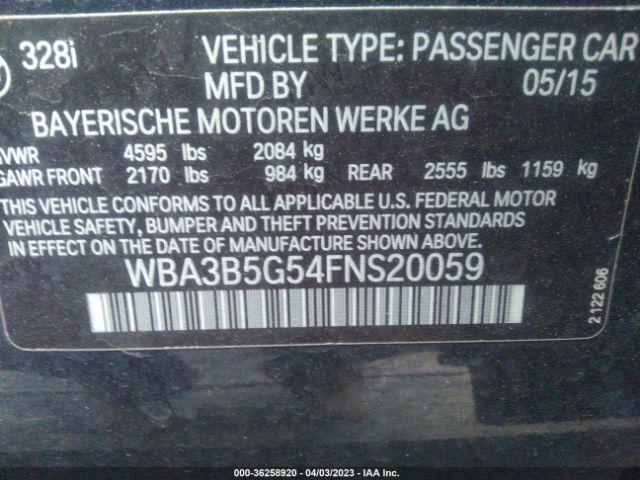 328i VEHICLE TYPE: PASSENGER CAR
MFD BY 05/15
BAYERISCHE MOTOREN WERKE AG
VWR 4595 lbs 2084 kg
GAWR FRONT 2170 lbs 984 kg REAR 2555 lbs 1159 kg
THIS VEHICLE CONFORMS TO ALL APPLICABLE U.S. FEDERAL MOTOR
VEHICLE SAFETY, BUMPER AND THEFT PREVENTION STANDARDS
IN EFFECT ON THE DATE OF MANUFACTURE SHOWN ABOVE.
WBA3B5G54FNS20059
2 122 606
000-36258920 - 04/03/2023 - IAA Inc.